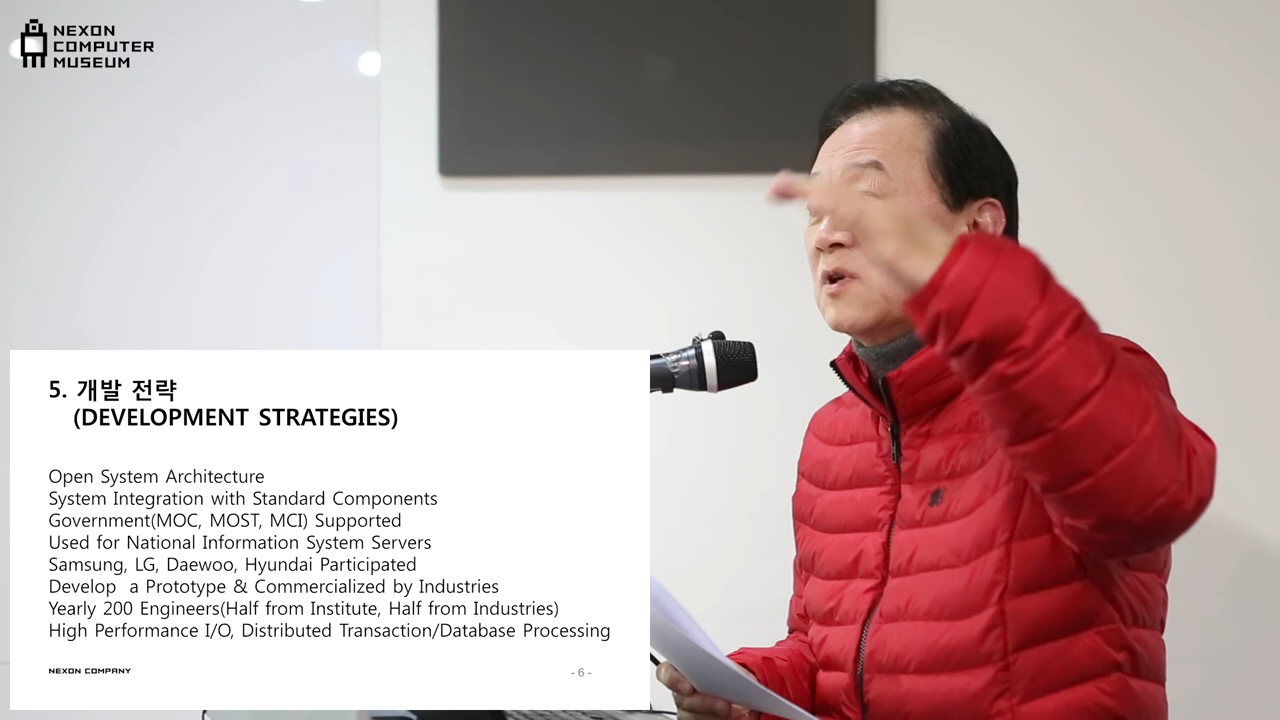 NEXON
COMPUTER
MUSEUM
5. 개발 전략
(DEVELOPMENT STRATEGIES)
Open System Architecture
System Integration with Standard Components
Government(MOC, MOST, MCI) Supported
Used for National Information System Servers
Samsung, LG, Daewoo, Hyundai Participated
Develop a Prototype & Commercialized by Industries
Yearly 200 Engineers(Half from Institute, Half from Industries)
High Performance I/O, Distributed Transaction/Database Processing
NEXON COMPANY
- 6 -